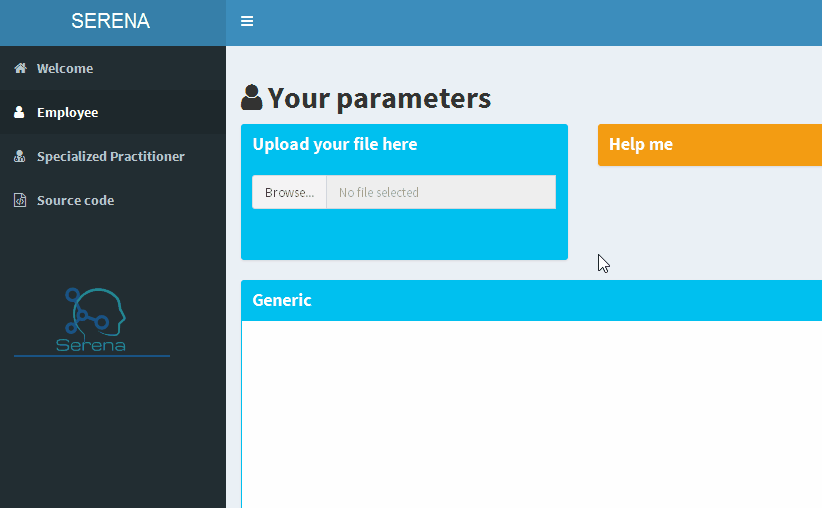 SERENA
Welcome
Employee
Specialized Practitioner
Source code
Serena
Your parameters
Upload your file here
Browse... No file selected
Help me
Generic